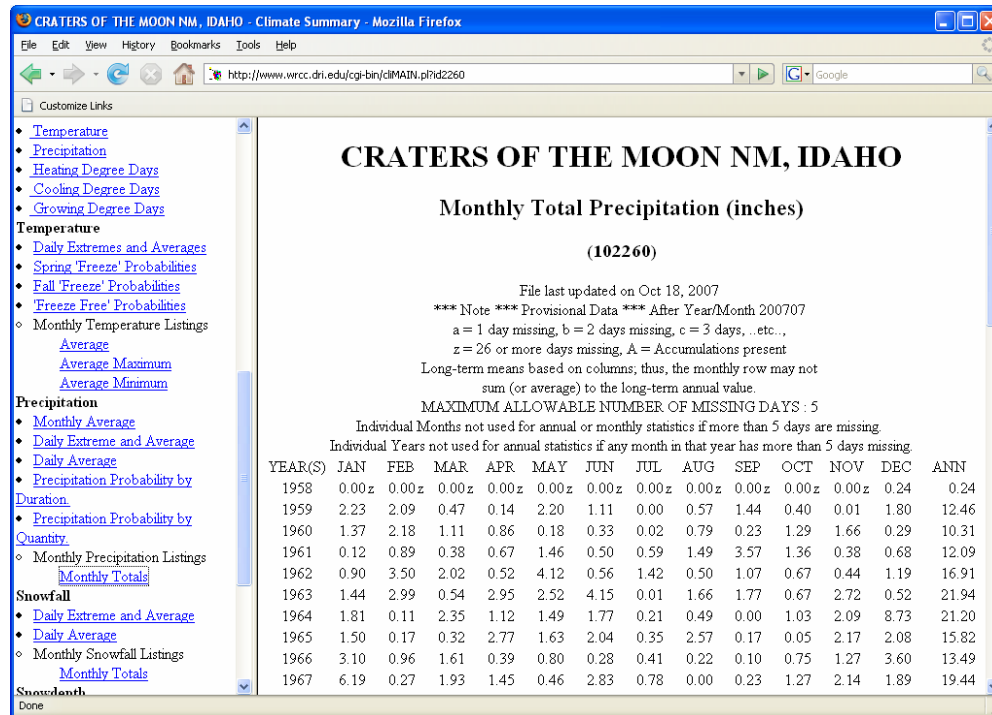 CRATERS OF THE MOON NM, IDAHO - Climate Summary - Mozilla Firefox
File Edit View History Bookmarks Tools Help
http://www.wrcc.dri.edu/cgi-bin/cliMAIN.pl?id2260
G Google
Customize Links
Temperature
Precipitation
Heating Degree Days
Cooling Degree Days
Growing Degree Days
Temperature
Daily Extremes and Averages
Spring 'Freeze' Probabilities
Fall 'Freeze' Probabilities
'Freeze Free' Probabilities
Monthly Temperature Listings
Average
Average Maximum
Average Minimum
Precipitation
Monthly Average
Daily Extreme and Average
Daily Average
Precipitation Probability by
Duration.
Precipitation Probability by
Quantity.
Monthly Precipitation Listings
Monthly Totals
Snowfall
Daily Extreme and Average
Daily Average
Monthly Snowfall Listings
Monthly Totals
Snowdepth
CRATERS OF THE MOON NM, IDAHO
Monthly Total Precipitation (inches)
(102260)
File last updated on Oct 18, 2007
*** Note *** Provisional Data *** After Year/Month 200707
a = 1 day missing, b = 2 days missing, c = 3 days, ..etc..,
z = 26 or more days missing, A = Accumulations present
Long-term means based on columns; thus, the monthly row may not
sum (or average) to the long-term annual value.
MAXIMUM ALLOWABLE NUMBER OF MISSING DAYS : 5
Individual Months not used for annual or monthly statistics if more than 5 days are missing.
Individual Years not used for annual statistics if any month in that year has more than 5 days missing.
YEAR(S) JAN FEB MAR APR MAY JUN JUL AUG SEP OCT NOV DEC ANN
1958 0.00 z 0.00 z 0.00 z 0.00 z 0.00 z 0.00 z 0.00 z 0.00 z 0.00 z 0.00 z 0.00 z 0.24 0.24
1959 2.23 2.09 0.47 0.14 2.20 1.11 0.00 0.57 1.44 0.40 0.01 1.80 12.46
1960 1.37 2.18 1.11 0.86 0.18 0.33 0.02 0.79 0.23 1.29 1.66 0.29 10.31
1961 0.12 0.89 0.38 0.67 1.46 0.50 0.59 1.49 3.57 1.36 0.38 0.68 12.09
1962 0.90 3.50 2.02 0.52 4.12 0.56 1.42 0.50 1.07 0.67 0.44 1.19 16.91
1963 1.44 2.99 0.54 2.95 2.52 4.15 0.01 1.66 1.77 0.67 2.72 0.52 21.94
1964 1.81 0.11 2.35 1.12 1.49 1.77 0.21 0.49 0.00 1.03 2.09 8.73 21.20
1965 1.50 0.17 0.32 2.77 1.63 2.04 0.35 2.57 0.17 0.05 2.17 2.08 15.82
1966 3.10 0.96 1.61 0.39 0.80 0.28 0.41 0.22 0.10 0.75 1.27 3.60 13.49
1967 6.19 0.27 1.93 1.45 0.46 2.83 0.78 0.00 0.23 1.27 2.14 1.89 19.44
Done